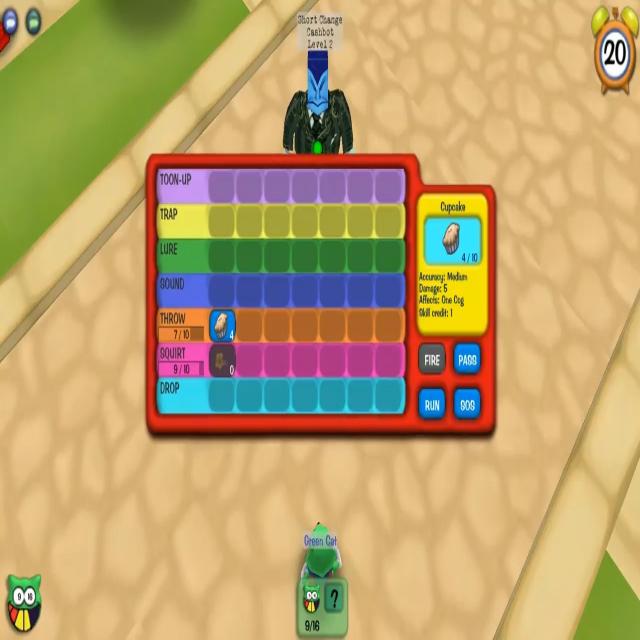 Short Change
Cashbot
Level 2
20
TOON-UP
TRAP
LURE
SOUND
THROW
7 / 10
4
SQUIRT
9 / 10
0
DROP
Cupcake
4 / 10
Accuracy: Medium
Damage: 5
Affects: One Cog
Skill credit: 1
FIRE
PASS
RUN
SOS
Green Cat
?
9/16
9 16